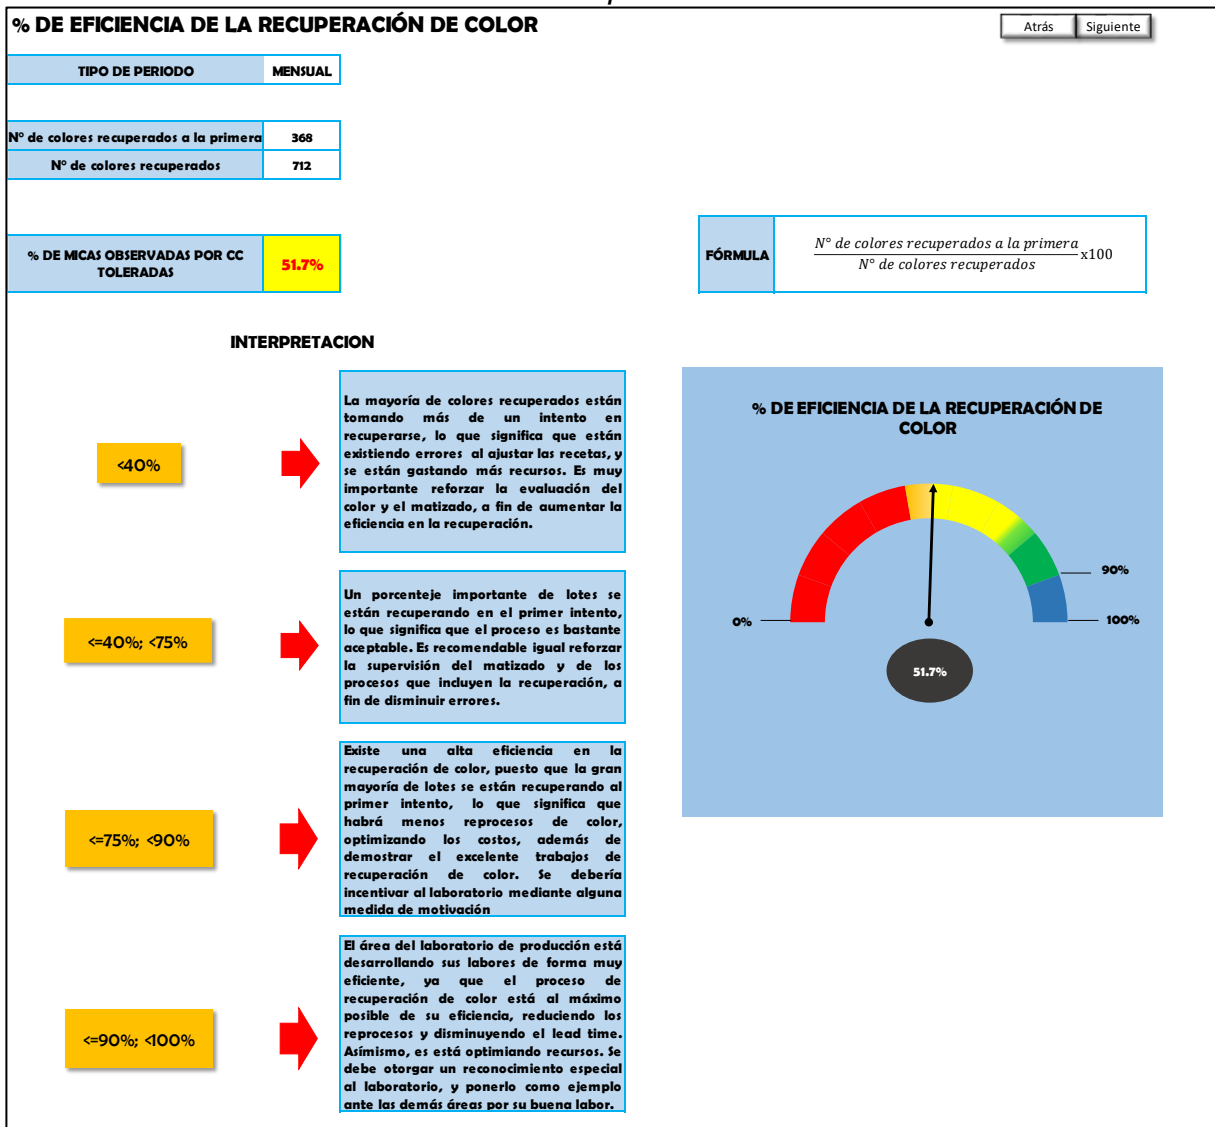 % DE EFICIENCIA DE LA RECUPERACIÓN DE COLOR
Atrás
Siguiente
TIPO DE PERIODO
MENSUAL
N° de colores recuperados a la primera
368
N° de colores recuperados
712
% DE MICAS OBSERVADAS POR CC
TOLERADAS
51.7%
FÓRMULA
N° de colores recuperados a la primera
N° de colores recuperados
x100
INTERPRETACION
<40%
La mayoría de colores recuperados están
tomando más de un intento en
recuperarse, lo que significa que están
existiendo errores al ajustar las recetas, y
se están gastando más recursos. Es muy
importante reforzar la evaluación del
color y el matizado, a fin de aumentar la
eficiencia en la recuperación.
<=40%; <75%
Un porcenteje importante de lotes se
están recuperando en el primer intento,
lo que significa que el proceso es bastante
aceptable. Es recomendable igual reforzar
la supervisión del matizado y de los
procesos que incluyen la recuperación, a
fin de disminuir errores.
<=75%; <90%
Existe una alta eficiencia en la
recuperación de color, puesto que la gran
mayoría de lotes se están recuperando al
primer intento, lo que significa que
habrá menos reprocesos de color,
optimizando los costos, además de
demostrar el excelente trabajos de
recuperación de color. Se debería
incentivar al laboratorio mediante alguna
medida de motivación
<=90%; <100%
El área del laboratorio de producción está
desarrollando sus labores de forma muy
eficiente, ya que el proceso de
recuperación de color está al máximo
posible de su eficiencia, reduciendo los
reprocesos y disminuyendo el lead time.
Asímismo, es está optimiando recursos. Se
debe otorgar un reconocimiento especial
al laboratorio, y ponerlo como ejemplo
ante las demás áreas por su buena labor.
% DE EFICIENCIA DE LA RECUPERACIÓN DE
COLOR
90%
0%
100%
51.7%